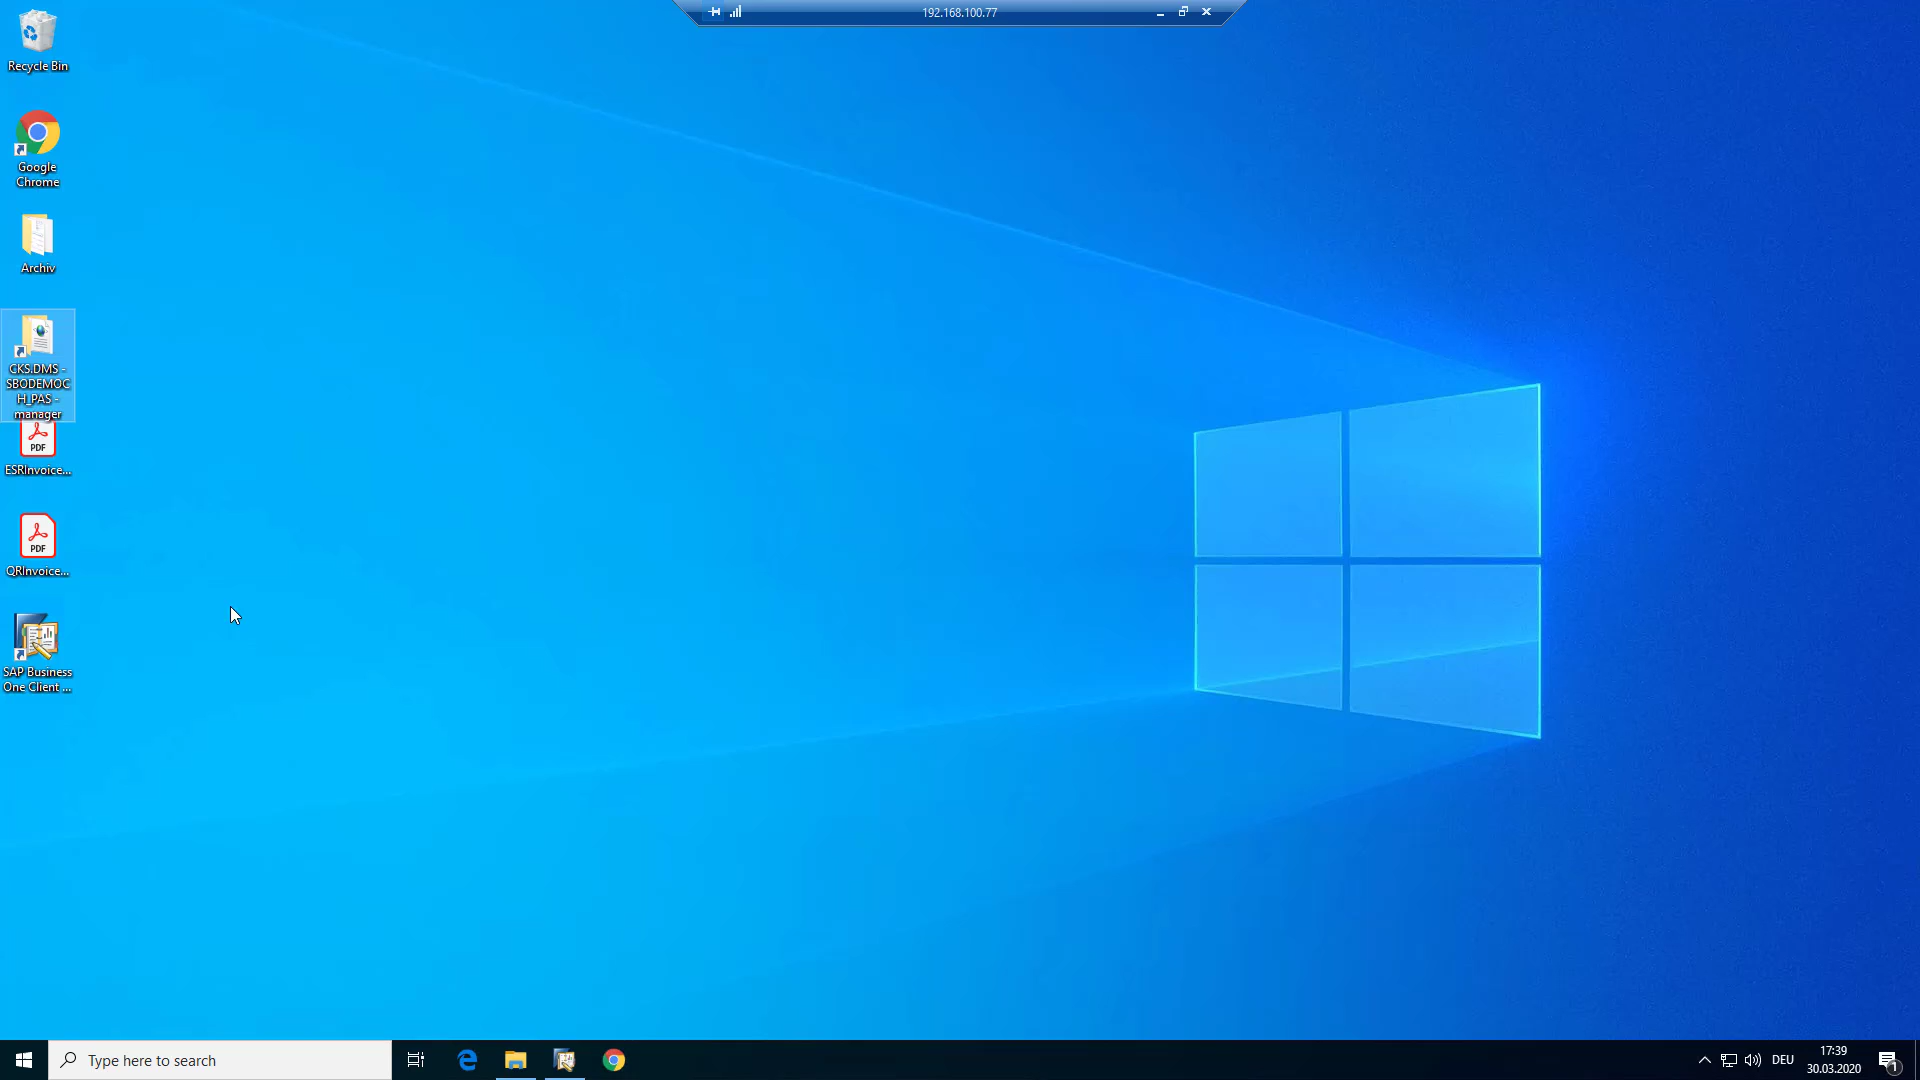 192.168.100.77
Recycle Bin
Google
Chrome
Archiv
CKS.DMS -
SBODEMOC
H_PAS -
manager
PDF
ESRInvoice...
PDF
QRInvoice...
SAP Business
One Client ...
Type here to search
DEU
17:39
30.03.2020
1